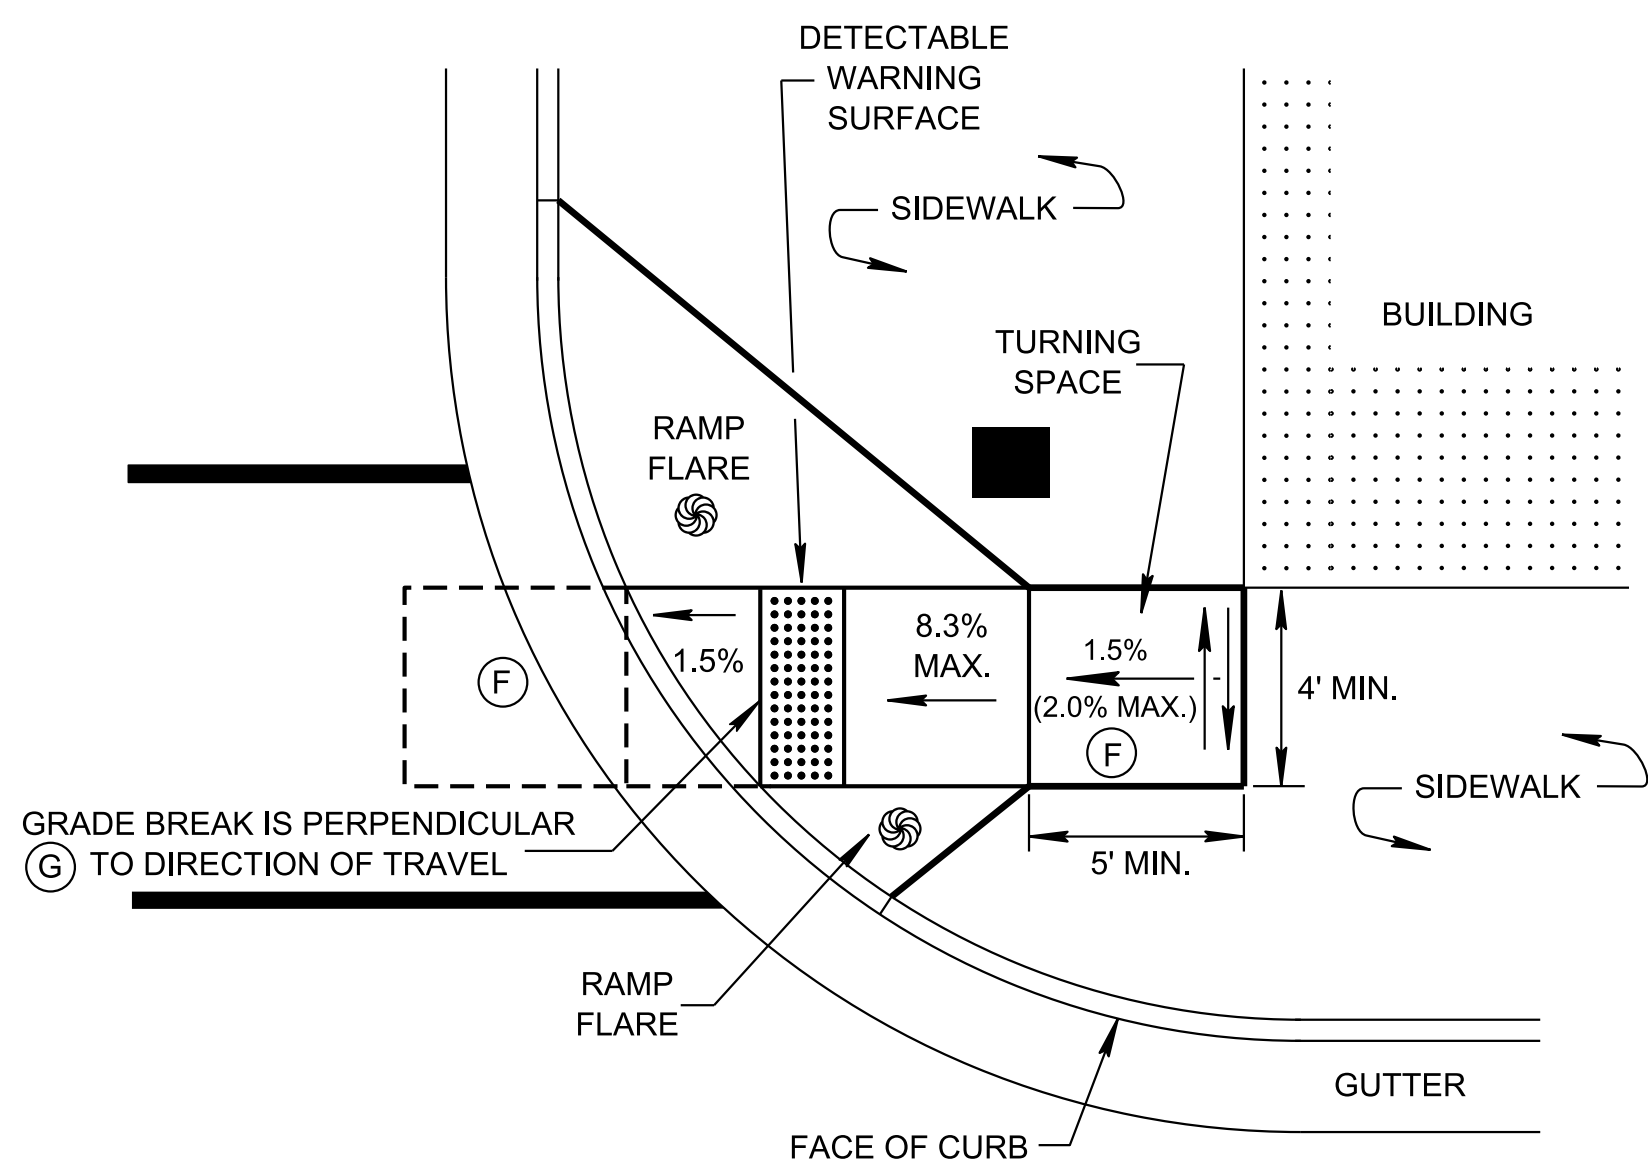 DETECTABLE
WARNING
SURFACE
SIDEWALK
BUILDING
TURNING
SPACE
RAMP
FLARE
8.3%
MAX.
1.5%
1.5%
(2.0% MAX.)
F
F
4' MIN.
SIDEWALK
GRADE BREAK IS PERPENDICULAR
G TO DIRECTION OF TRAVEL
5' MIN.
RAMP
FLARE
GUTTER
FACE OF CURB